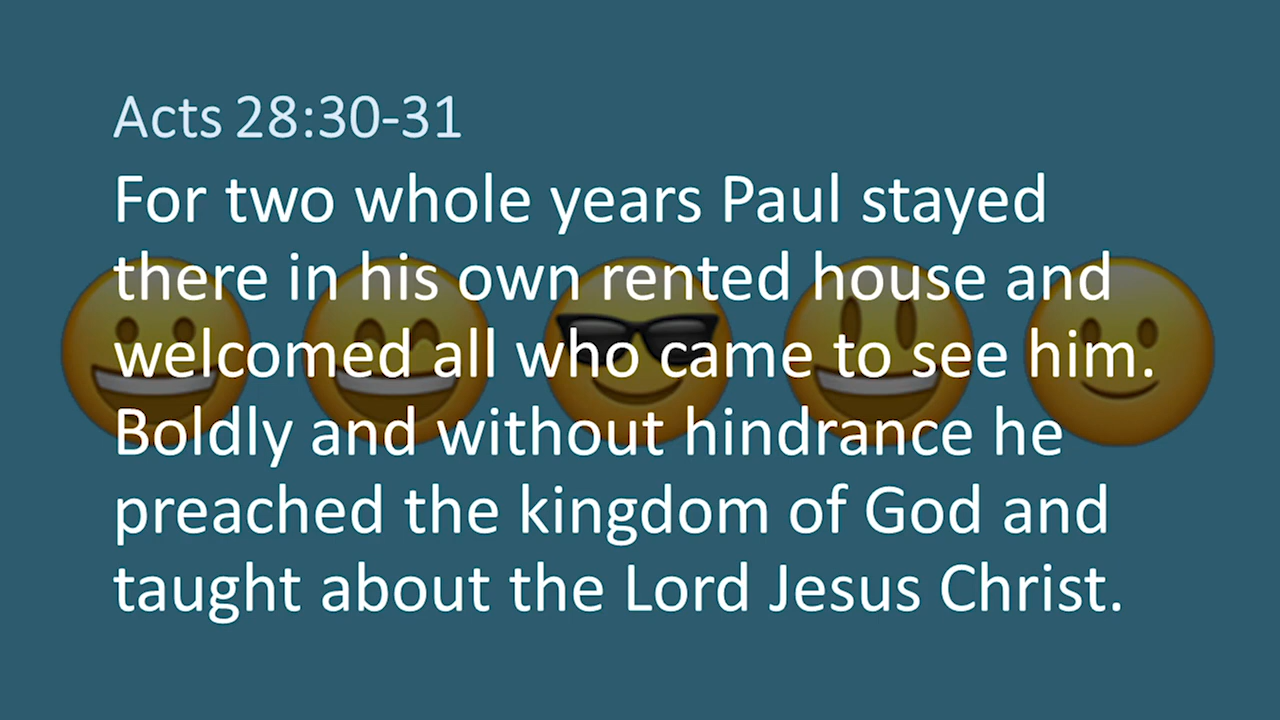 Acts 28:30-31
For two whole years Paul stayed
there in his own rented house and
welcomed all who came to see him.
Boldly and without hindrance he
preached the kingdom of God and
taught about the Lord Jesus Christ.